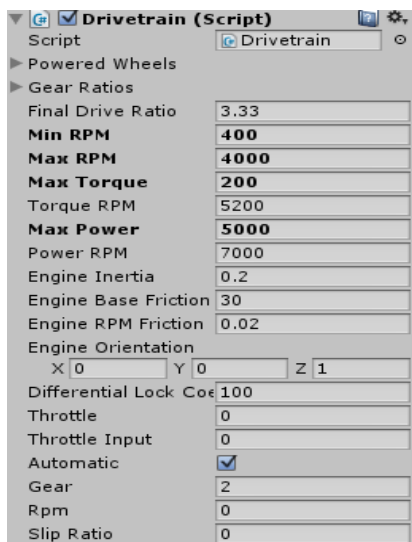 Drivetrain (Script)
Script Drivetrain
Powered Wheels
Gear Ratios
Final Drive Ratio 3.33
Min RPM 400
Max RPM 4000
Max Torque 200
Torque RPM 5200
Max Power 5000
Power RPM 7000
Engine Inertia 0.2
Engine Base Friction 30
Engine RPM Friction 0.02
Engine Orientation
X 0 Y 0 Z 1
Differential Lock Coe 100
Throttle 0
Throttle Input 0
Automatic
Gear 2
Rpm 0
Slip Ratio 0